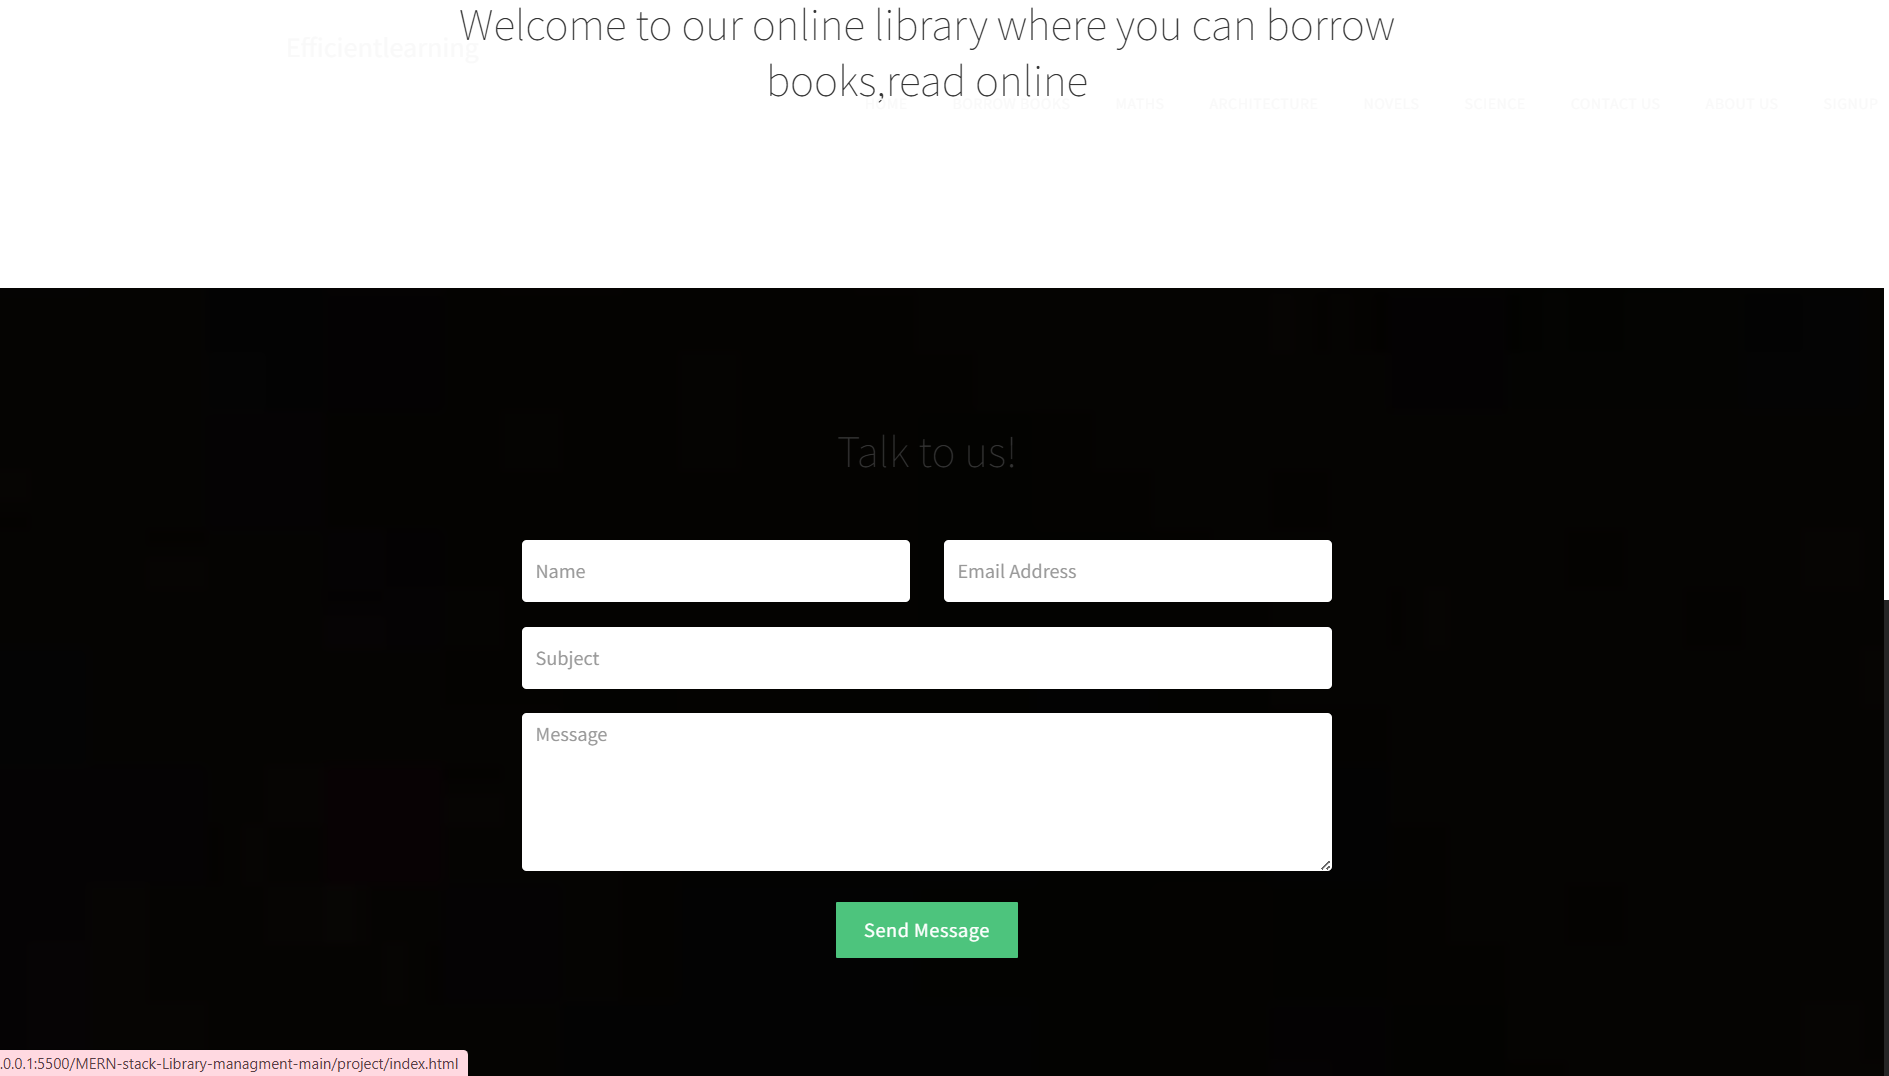 Welcome to our online library where you can borrow
Efficientlearning
books,read online
HOME BORROW BOOKS MATHS ARCHITECTURE NOVELS SCIENCE CONTACT US ABOUT US SIGNUP
Talk to us!
Name Email Address
Subject
Message
Send Message
.0.0.1:5500/MERN-stack-Library-managment-main/project/index.html